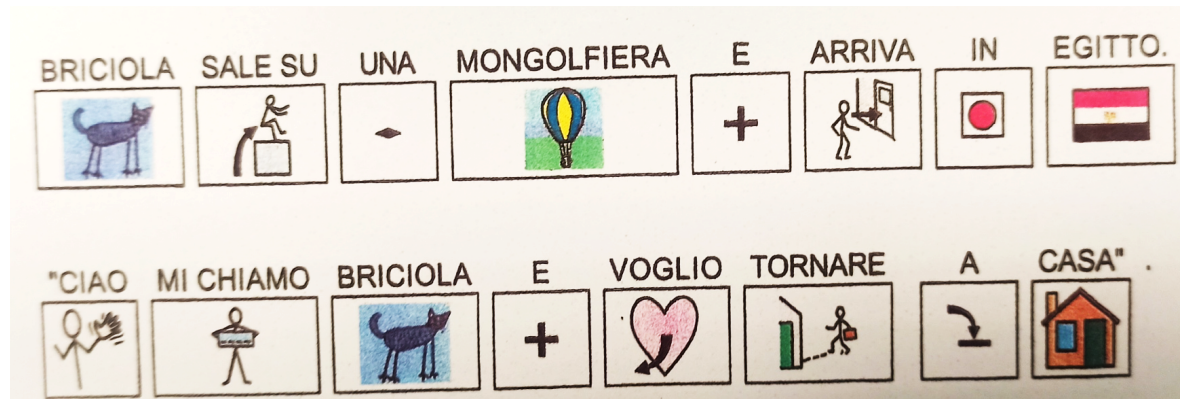 BRICIOLA SALE SU UNA MONGOLFIERA E ARRIVA IN EGITTO.
"CIAO MI CHIAMO BRICIOLA E VOGLIO TORNARE A CASA" .